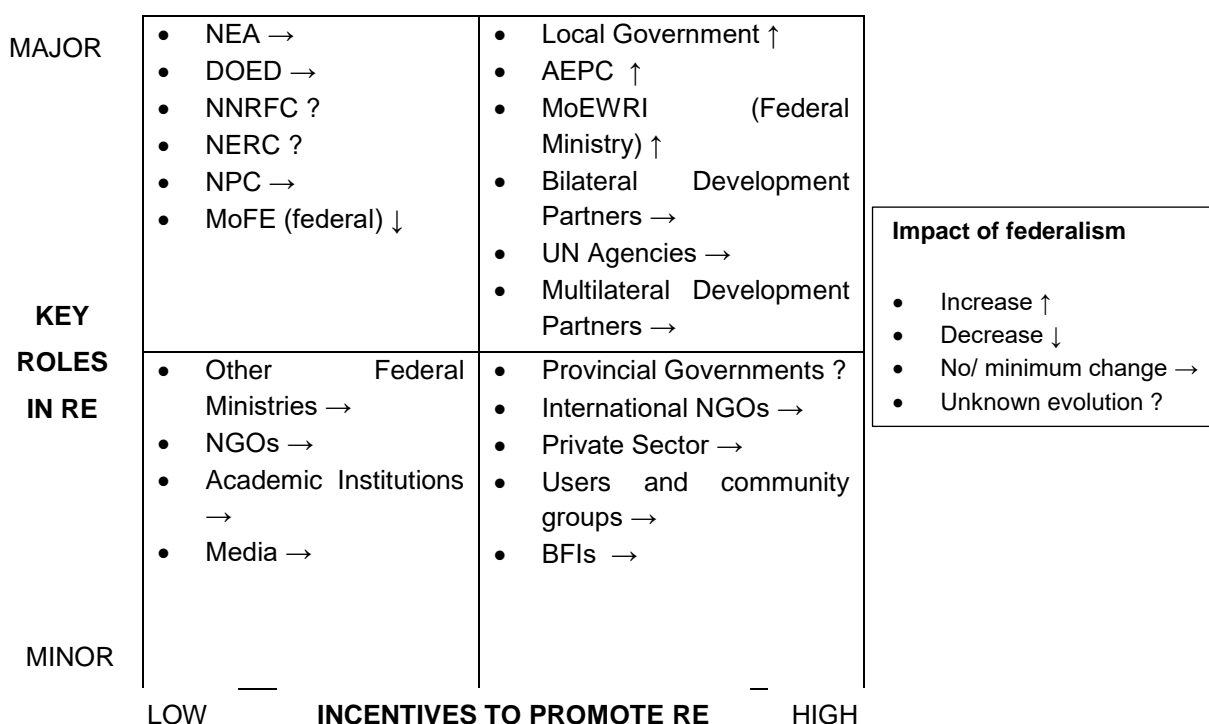 MAJOR
• NEA →
• DOED →
• NNRFC ?
• NERC ?
• NPC →
• MoFE (federal) ↓
• Local Government ↑
• AEPC ↑
• MoEWRI (Federal
Ministry) ↑
• Bilateral Development
Partners →
• UN Agencies →
• Multilateral Development
Partners →
Impact of federalism
• Increase ↑
• Decrease ↓
• No/ minimum change →
• Unknown evolution ?
KEY
ROLES
IN RE
• Other Federal
Ministries →
• NGOs →
• Academic Institutions
→
• Media →
• Provincial Governments ?
• International NGOs →
• Private Sector →
• Users and community
groups →
• BFIs →
MINOR
LOW INCENTIVES TO PROMOTE RE HIGH